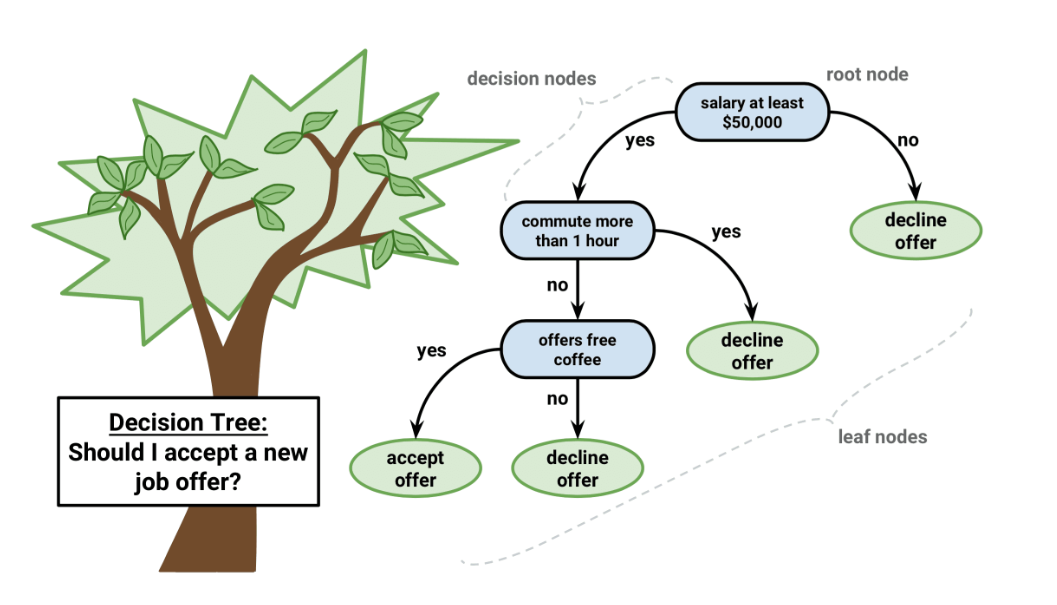 decision nodes
root node
salary at least
$50,000
yes
no
commute more
than 1 hour
decline
offer
yes
no
offers free
coffee
decline
offer
yes
no
Decision Tree:
Should I accept a new
job offer?
accept
offer
decline
offer
leaf nodes